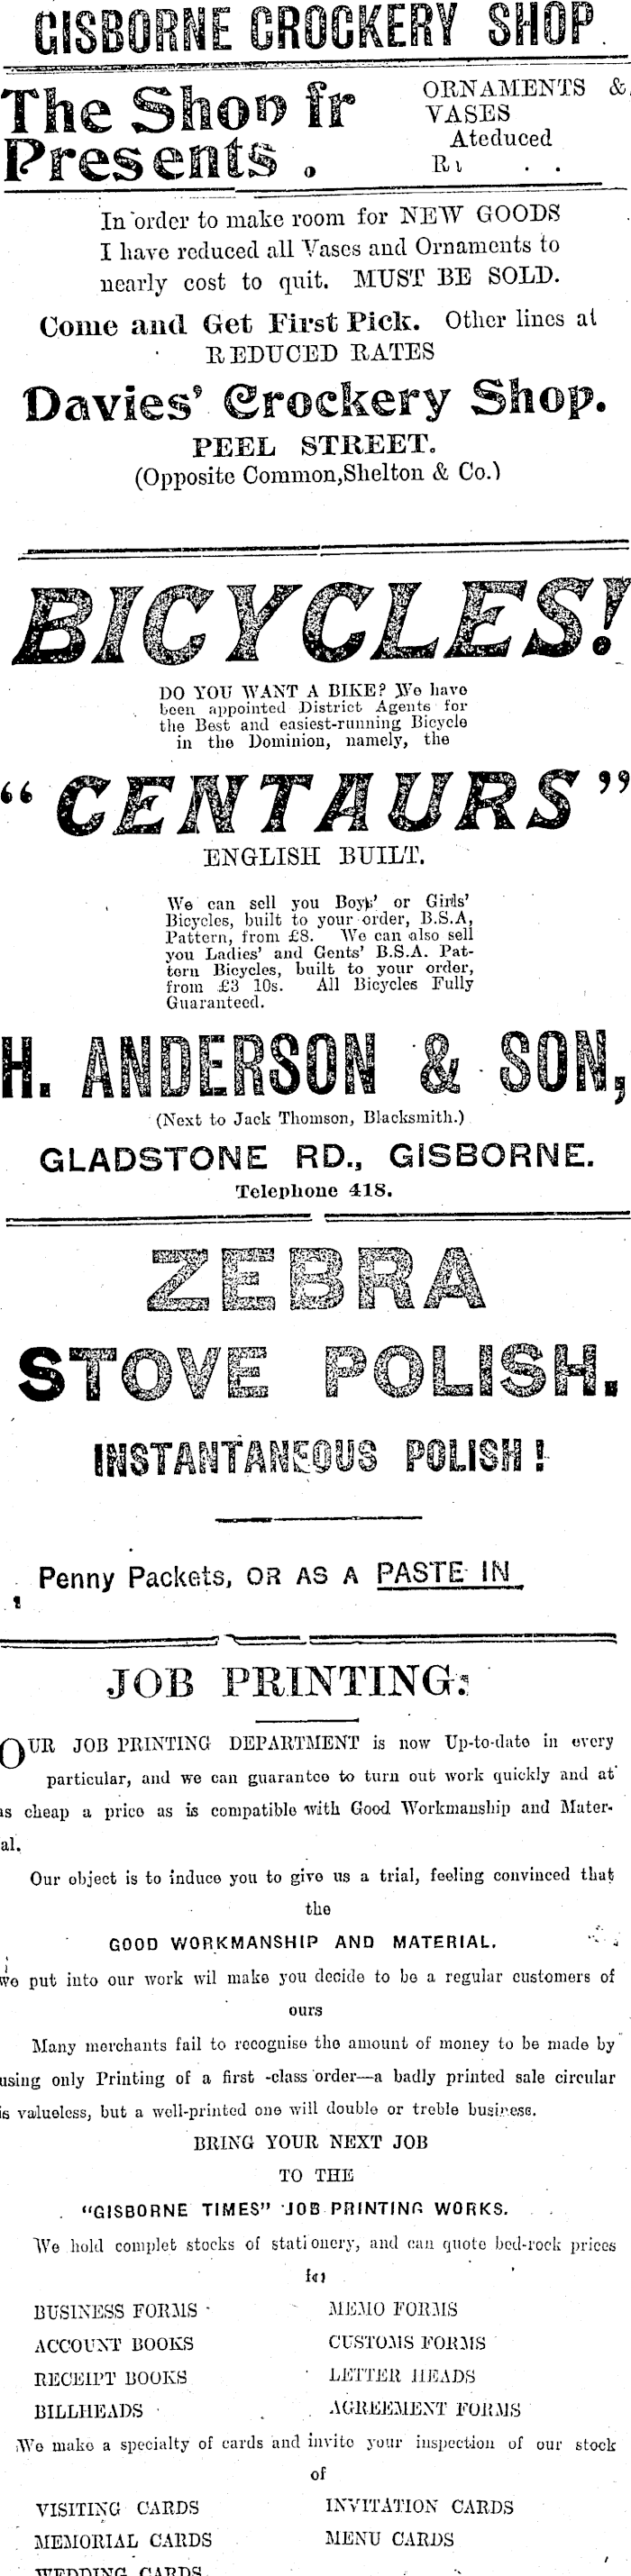 GISBORNE CROCKERY SHOP.
The Shop fr
Presents.
ORNAMENTS &
VASES
Ateduced
In order to make room for NEW GOODS
I have reduced all Vases and Ornaments to
nearly cost to quit. MUST BE SOLD.
Come and Get First Pick. Other lines at
REDUCED RATES
Davies' Crockery Shop.
PEEL STREET.
(Opposite Common,Shelton & Co.)
BICYCLES!
DO YOU WANT A BIKE? We have
been appointed District Agents for
the Best and easiest-running Bicycle
in the Dominion, namely, the
"CENTAURS"
ENGLISH BUILT.
We can sell you Boys' or Girls'
Bicycles, built to your order, B.S.A,
Pattern, from £8. We can also sell
you Ladies' and Gents' B.S.A. Pat-
tern Bicycles, built to your order,
from £3 10s. All Bicycles Fully
Guaranteed.
H. ANDERSON & SON,
(Next to Jack Thomson, Blacksmith.)
GLADSTONE RD., GISBORNE.
Telephone 418.
ZEBRA
STOVE POLISH.
INSTANTANEOUS POLISH!
Penny Packets, OR AS A PASTE IN
JOB PRINTING:
OUR JOB PRINTING DEPARTMENT is now Up-to-date in every
particular, and we can guarantee to turn out work quickly and at
as cheap a price as is compatible with Good Workmanship and Mater-
al.
Our object is to induce you to give us a trial, feeling convinced that
the
GOOD WORKMANSHIP AND MATERIAL.
we put into our work wil make you decide to be a regular customers of
ours
Many merchants fail to recognise the amount of money to be made by
using only Printing of a first -class order—a badly printed sale circular
is valueless, but a well-printed one will double or treble business.
BRING YOUR NEXT JOB
TO THE
"GISBORNE TIMES" JOB PRINTING WORKS.
We hold complet stocks of stationery, and can quote bed-rock prices
for
BUSINESS FORMS
MEMO FORMS
ACCOUNT BOOKS
CUSTOMS FORMS
RECEIPT BOOKS
LETTER HEADS
BILLHEADS
AGREEMENT FORMS
We make a specialty of cards and invite your inspection of our stock
of
VISITING CARDS
INVITATION CARDS
MEMORIAL CARDS
MENU CARDS
WEDDING CARDS.